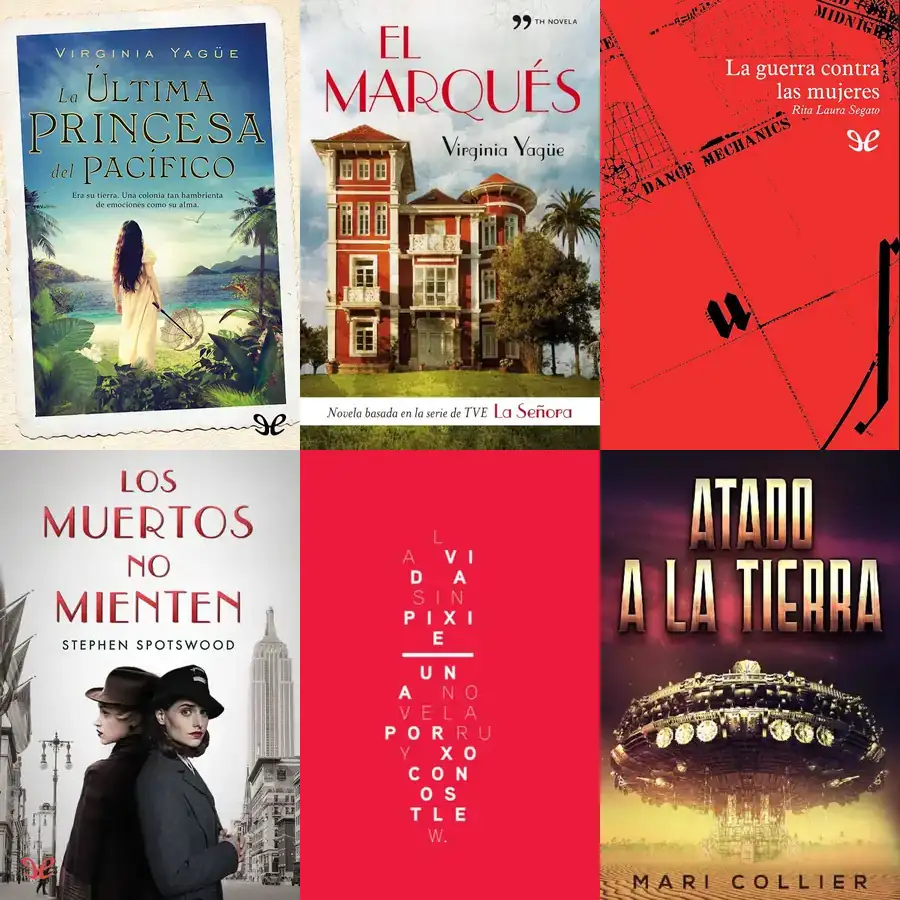 VIRGINIA YAGÜE
La ÚLTIMA
PRINCESA
del PACÍFICO
Era su tierra. Una colonia tan hambrienta
de emociones como su alma.
TH NOVELA
EL
MARQUÉS
Virginia Yagüe
Novela basada en la serie de TVE La Señora
MIDNIGHT
La guerra contra
las mujeres
Rita Laura Segato
DANCE MECHANICS
LOS
MUERTOS
NO
MIENTEN
STEPHEN SPOTSWOOD
L
A VI
D A
SIN
PIXI
E
UN
A NO
VELA
POR RU
Y XO
CON
OS
TLE
W.
ATADO
A LA TIERRA
MARI COLLIER